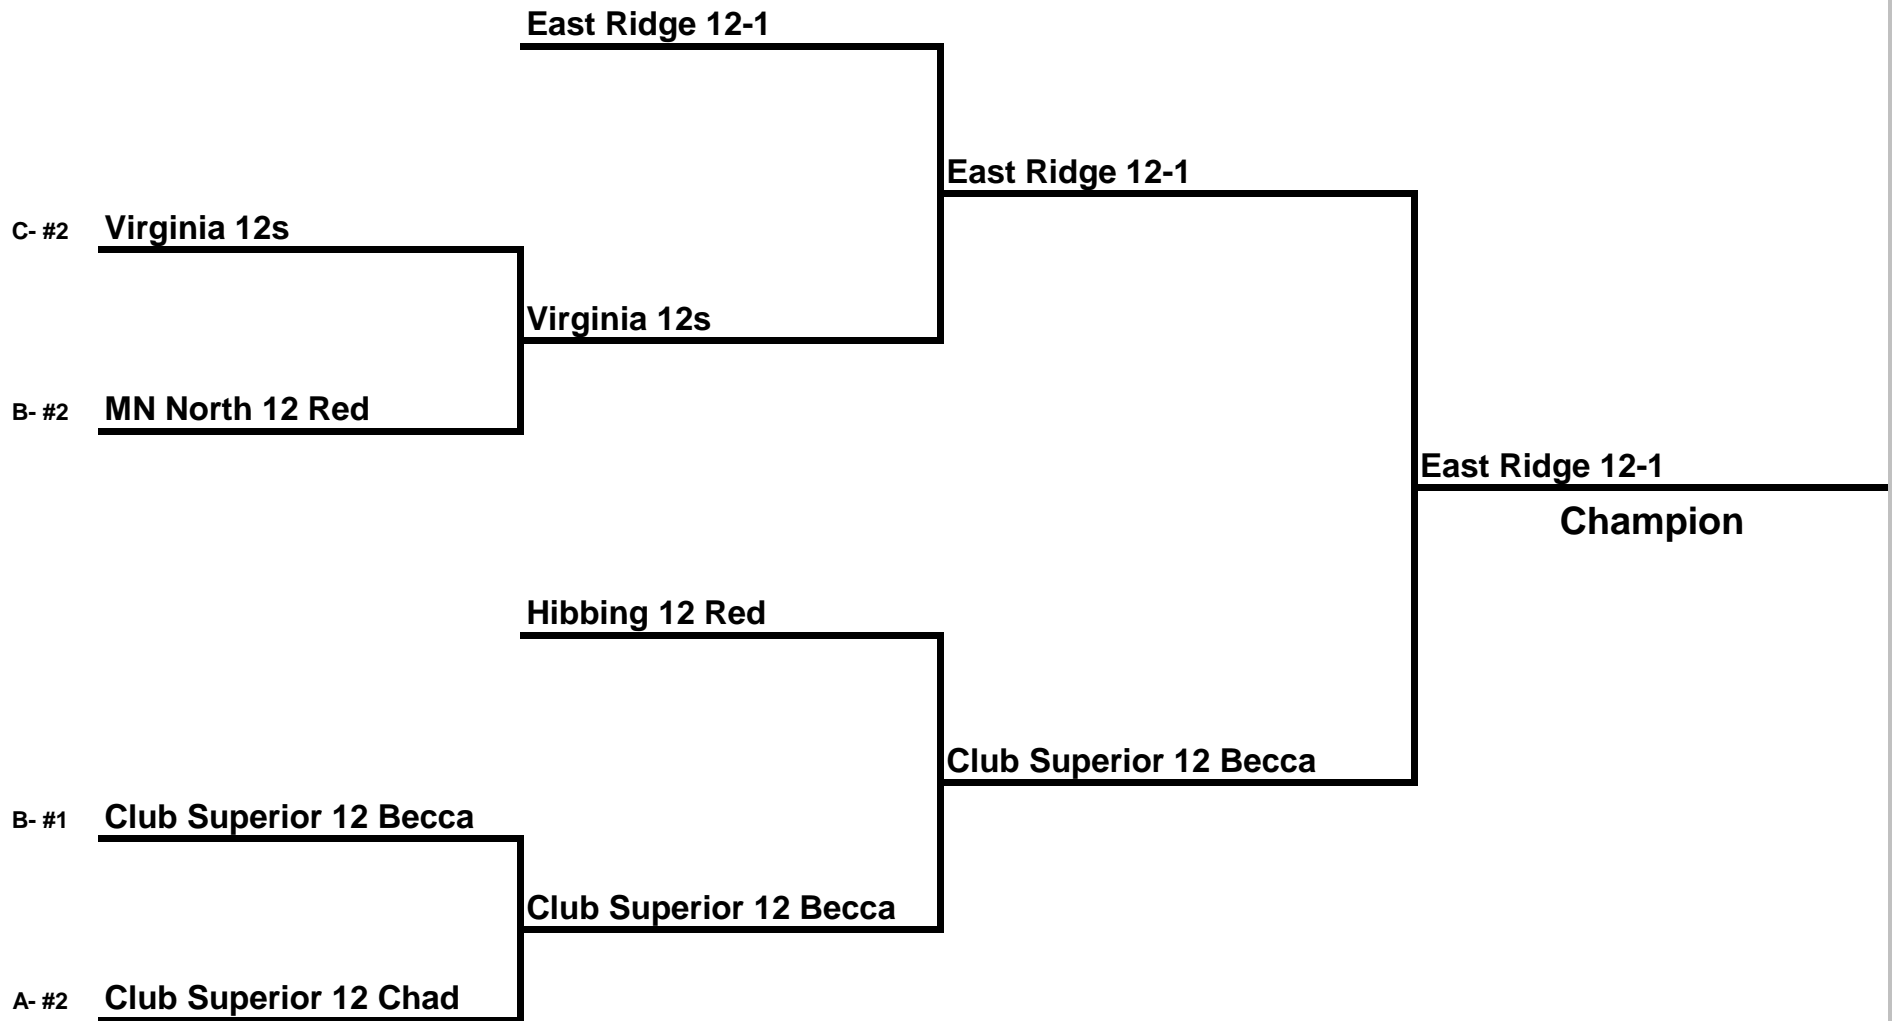 East Ridge 12-1
East Ridge 12-1
C- #2 Virginia 12s
Virginia 12s
B- #2 MN North 12 Red
East Ridge 12-1
Champion
Hibbing 12 Red
Club Superior 12 Becca
B- #1 Club Superior 12 Becca
Club Superior 12 Becca
A- #2 Club Superior 12 Chad